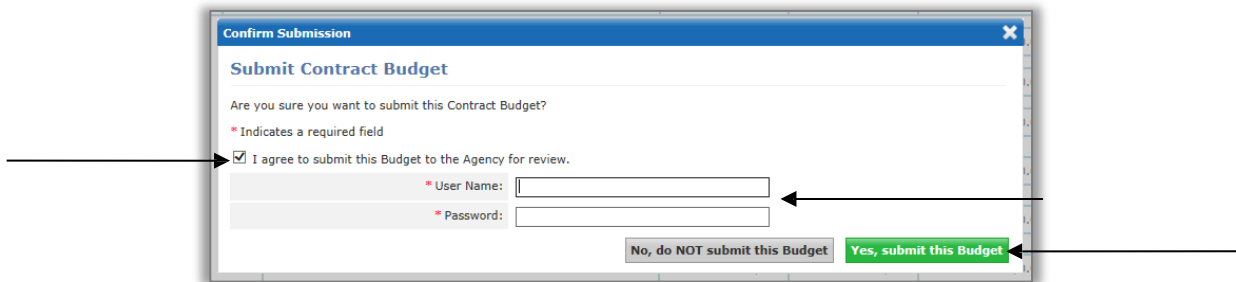 Confirm Submission
Submit Contract Budget
Are you sure you want to submit this Contract Budget?
* Indicates a required field
I agree to submit this Budget to the Agency for review.
* User Name:
* Password:
No, do NOT submit this Budget Yes, submit this Budget